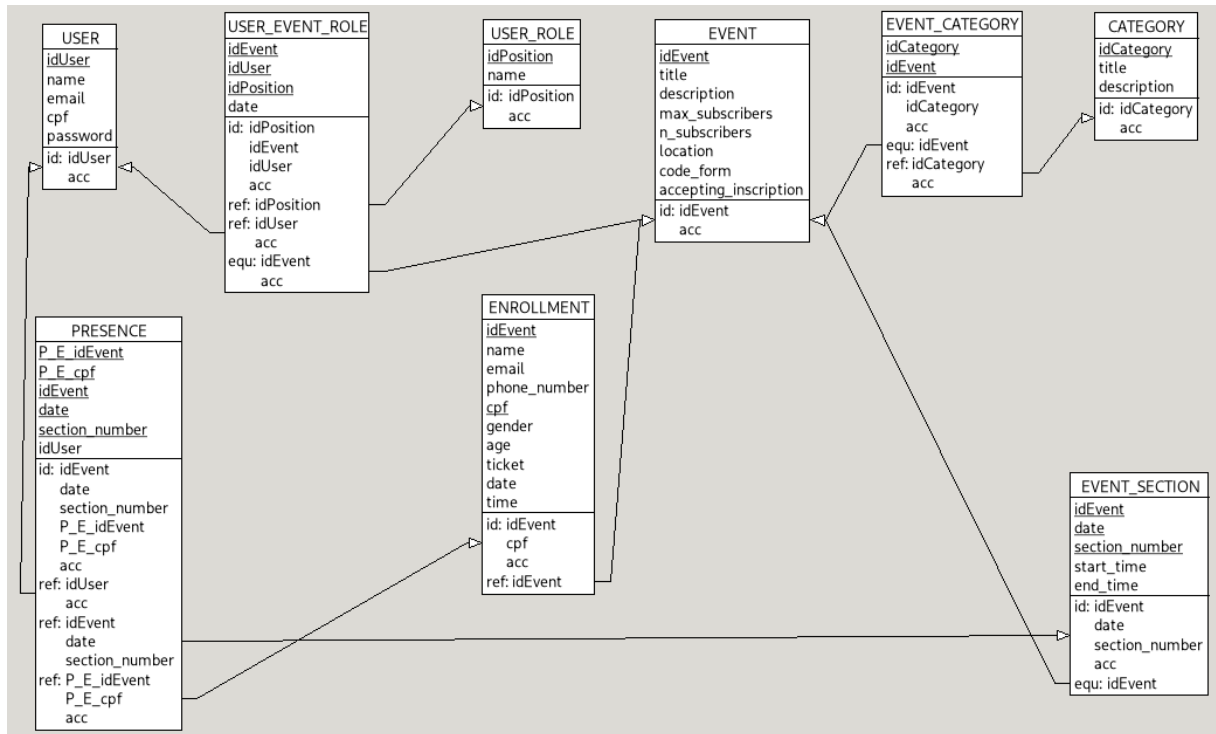 USER
idUser
name
email
cpf
password
id: idUser
acc
USER_EVENT_ROLE
idEvent
idUser
idPosition
date
id: idPosition
idEvent
idUser
acc
ref: idPosition
ref: idUser
acc
equ: idEvent
acc
USER_ROLE
idPosition
name
id: idPosition
acc
EVENT
idEvent
title
description
max_subscribers
n_subscribers
location
code_form
accepting_inscription
id: idEvent
acc
EVENT_CATEGORY
idCategory
idEvent
id: idEvent
idCategory
acc
equ: idEvent
ref: idCategory
acc
CATEGORY
idCategory
title
description
id: idCategory
acc
PRESENCE
P_E_idEvent
P_E_cpf
idEvent
date
section_number
idUser
id: idEvent
date
section_number
P_E_idEvent
P_E_cpf
acc
ref: idUser
acc
ref: idEvent
date
section_number
ref: P_E_idEvent
P_E_cpf
acc
ENROLLMENT
idEvent
name
email
phone_number
cpf
gender
age
ticket
date
time
id: idEvent
cpf
acc
ref: idEvent
EVENT_SECTION
idEvent
date
section_number
start_time
end_time
id: idEvent
date
section_number
acc
equ: idEvent